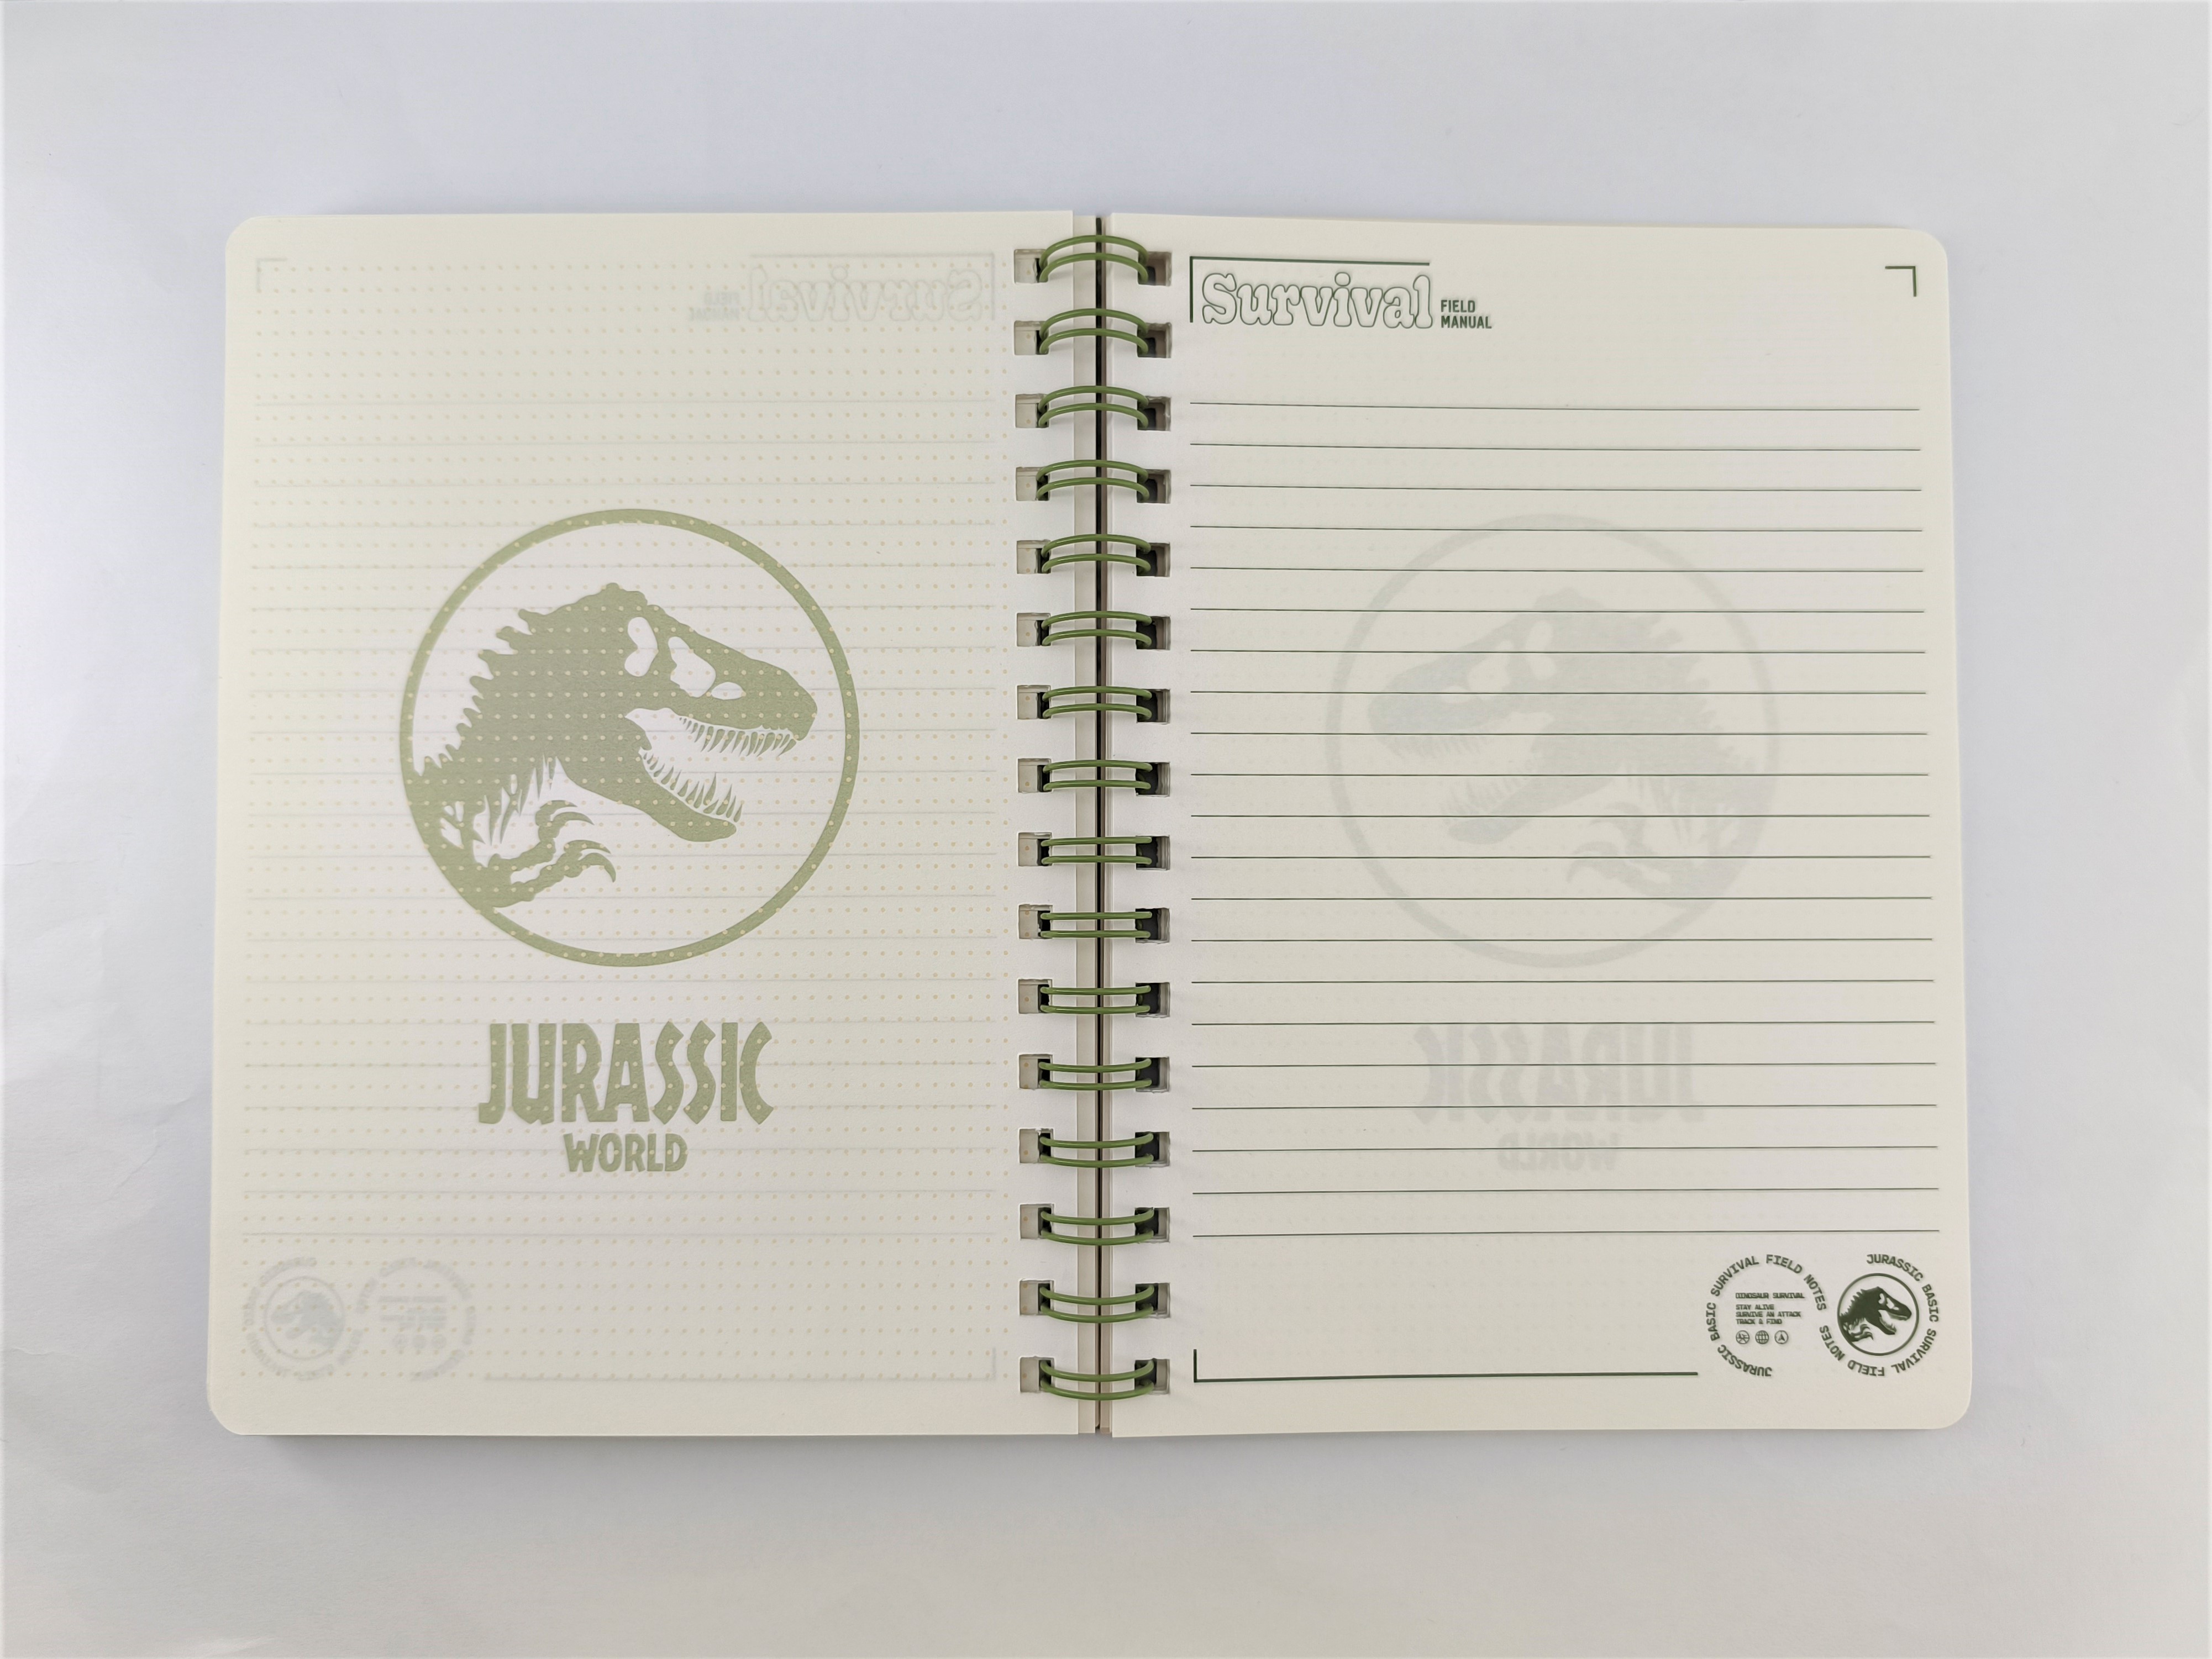 JURASSIC
WORLD
Survival
FIELD
MANUAL
JURASSIC BASIC SURVIVAL FIELD NOTES
DINOSAUR SURVIVAL
STAY ALIVE
SURVIVE AN ATTACK
TRACK & FIND
JURASSIC BASIC SURVIVAL FIELD NOTES